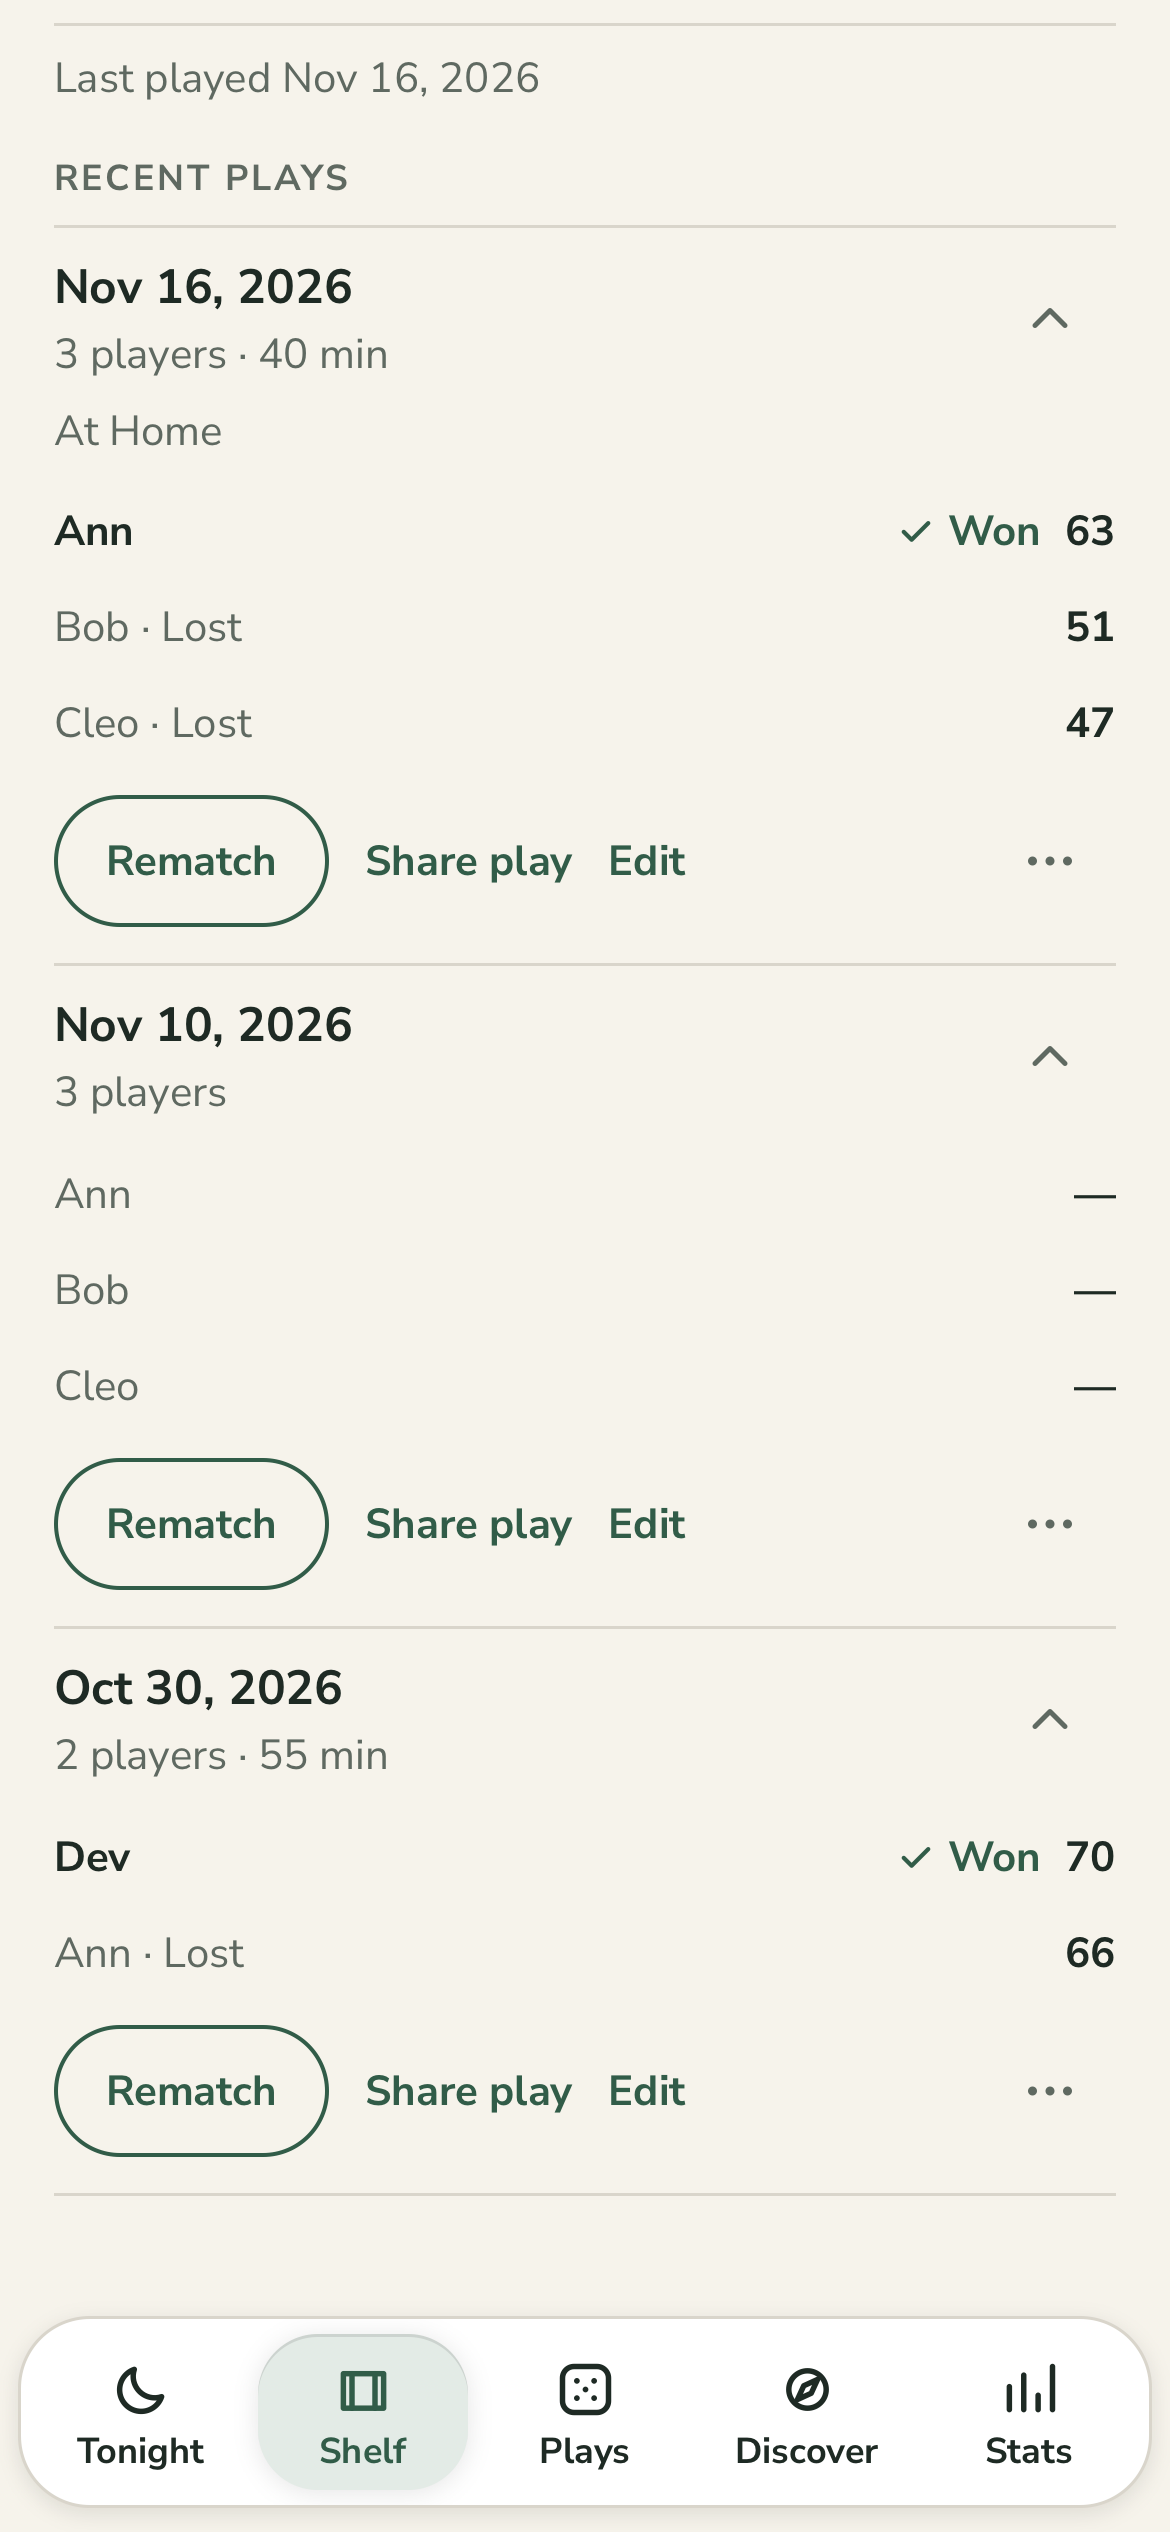 Last played Nov 16, 2026
RECENT PLAYS
Nov 16, 2026
3 players · 40 min
At Home
Ann ✓ Won 63
Bob · Lost 51
Cleo · Lost 47
Rematch Share play Edit ···
Nov 10, 2026
3 players
Ann —
Bob —
Cleo —
Rematch Share play Edit ···
Oct 30, 2026
2 players · 55 min
Dev ✓ Won 70
Ann · Lost 66
Rematch Share play Edit ···
Tonight Shelf Plays Discover Stats